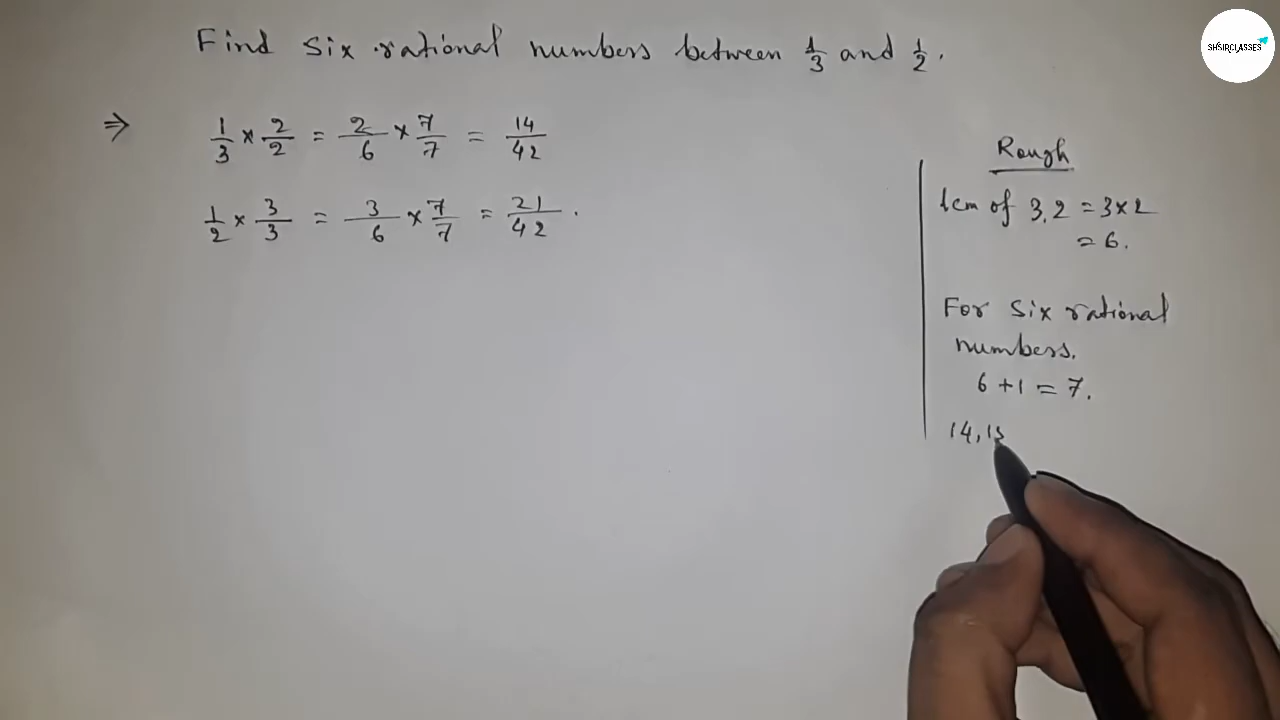 Find six rational numbers between 1/3 and 1/2.
SHSIRCLASSES
⇒ 1/3 × 2/2 = 2/6 × 7/7 = 14/42
1/2 × 3/3 = 3/6 × 7/7 = 21/42.
Rough
lcm of 3,2 = 3×2
= 6.
For six rational
numbers.
6 + 1 = 7.
14, 15